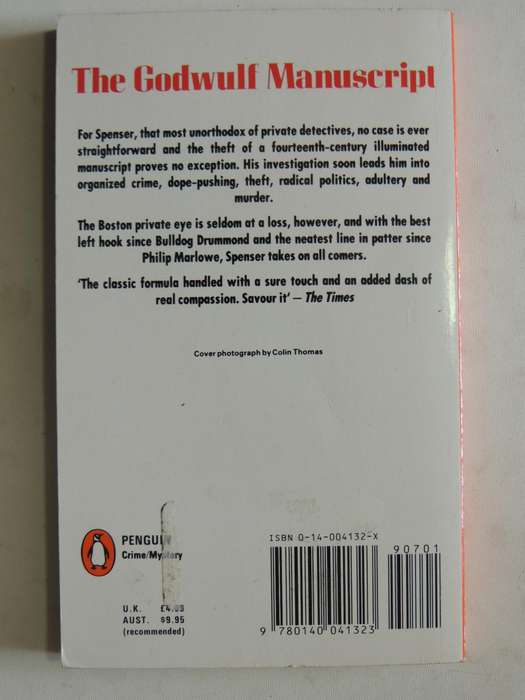 The Godwulf Manuscript
For Spenser, that most unorthodox of private detectives, no case is ever
straightforward and the theft of a fourteenth-century illuminated
manuscript proves no exception. His investigation soon leads him into
organized crime, dope-pushing, theft, radical politics, adultery and
murder.
The Boston private eye is seldom at a loss, however, and with the best
left hook since Bulldog Drummond and the neatest line in patter since
Philip Marlowe, Spenser takes on all comers.
'The classic formula handled with a sure touch and an added dash of
real compassion. Savour it' – The Times
Cover photograph by Colin Thomas
PENGUIN
Crime/Mystery
ISBN 0-14-004132-X
90701
U.K.
AUST. $9.95
(recommended)
9 780140 041323